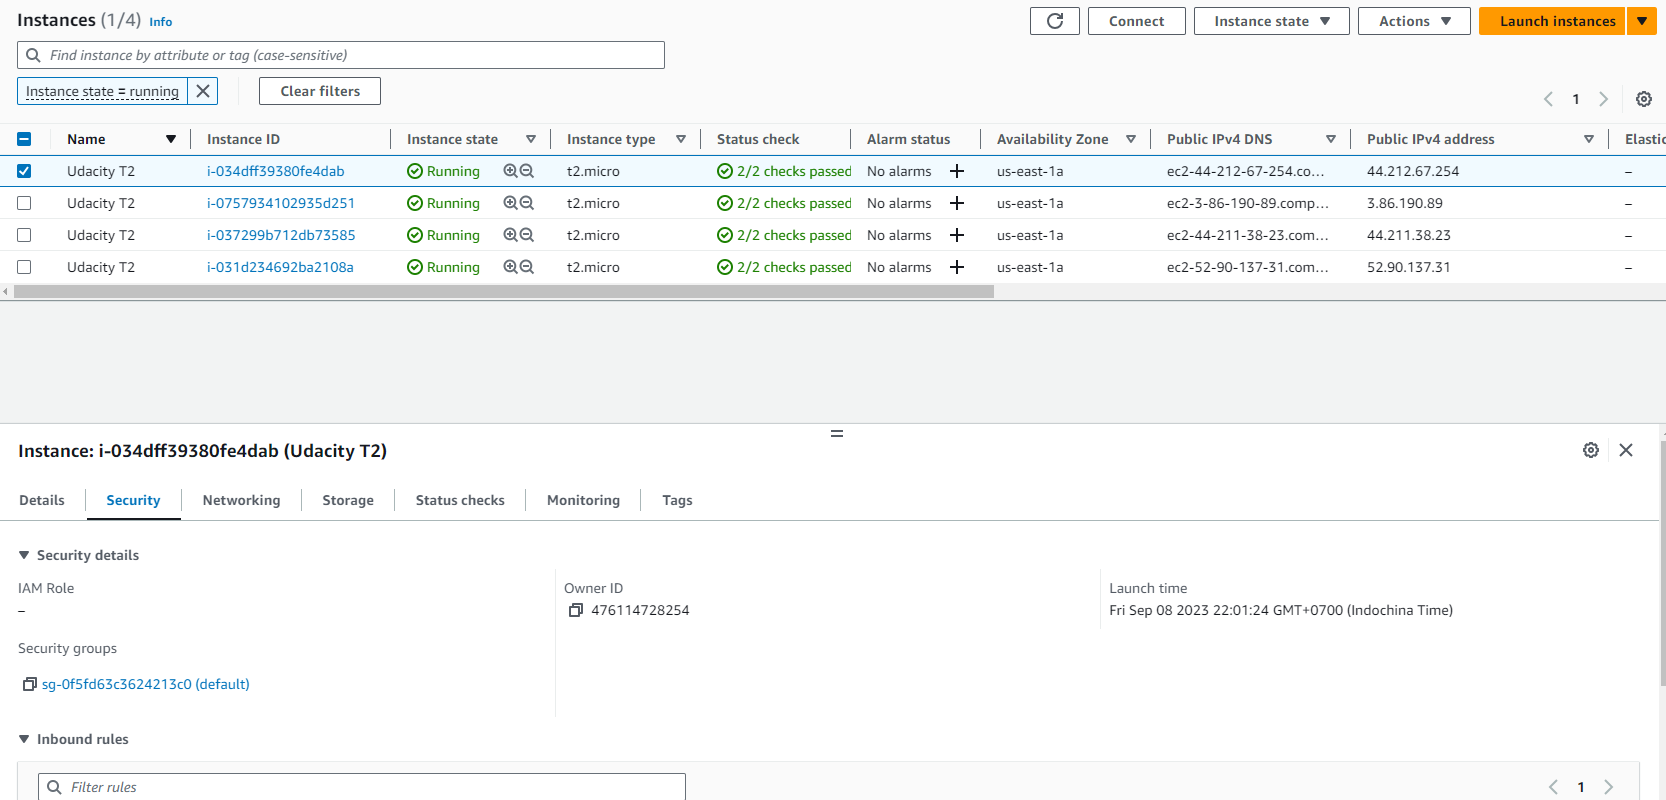 Instances (1/4) Info
Connect Instance state Actions Launch instances
Find instance by attribute or tag (case-sensitive)
Instance state = running Clear filters
1
Name Instance ID Instance state Instance type Status check Alarm status Availability Zone Public IPv4 DNS Public IPv4 address Elastic
Udacity T2 i-034dff39380fe4dab Running t2.micro 2/2 checks passed No alarms us-east-1a ec2-44-212-67-254.co... 44.212.67.254 –
Udacity T2 i-0757934102935d251 Running t2.micro 2/2 checks passed No alarms us-east-1a ec2-3-86-190-89.comp... 3.86.190.89 –
Udacity T2 i-037299b712db73585 Running t2.micro 2/2 checks passed No alarms us-east-1a ec2-44-211-38-23.com... 44.211.38.23 –
Udacity T2 i-031d234692ba2108a Running t2.micro 2/2 checks passed No alarms us-east-1a ec2-52-90-137-31.com... 52.90.137.31 –
Instance: i-034dff39380fe4dab (Udacity T2)
Details Security Networking Storage Status checks Monitoring Tags
Security details
IAM Role Owner ID Launch time
– 476114728254 Fri Sep 08 2023 22:01:24 GMT+0700 (Indochina Time)
Security groups
sg-0f5fd63c3624213c0 (default)
Inbound rules
Filter rules 1